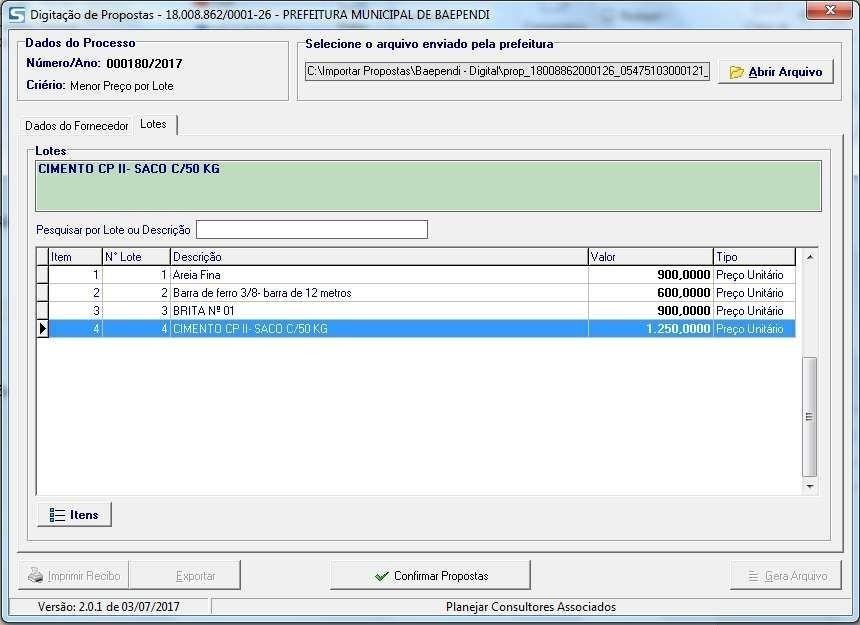 Digitação de Propostas - 18.008.862/0001-26 - PREFEITURA MUNICIPAL DE BAEPENDI
Dados do Processo
Número/Ano: 000180/2017
Criério: Menor Preço por Lote
Selecione o arquivo enviado pela prefeitura
C:\Importar Propostas\Baependi - Digital\prop_18008862000126_05475103000121_
Abrir Arquivo
Dados do Fornecedor
Lotes
Lotes
CIMENTO CP II- SACO C/50 KG
Pesquisar por Lote ou Descrição
Item N° Lote Descrição Valor Tipo
1 1 Areia Fina 900,0000 Preço Unitário
2 2 Barra de ferro 3/8- barra de 12 metros 600,0000 Preço Unitário
3 3 BRITA Nº 01 900,0000 Preço Unitário
4 4 CIMENTO CP II- SACO C/50 KG 1.250,0000 Preço Unitário
Itens
Imprimir Recibo
Exportar
Confirmar Propostas
Gera Arquivo
Versão: 2.0.1 de 03/07/2017
Planejar Consultores Associados